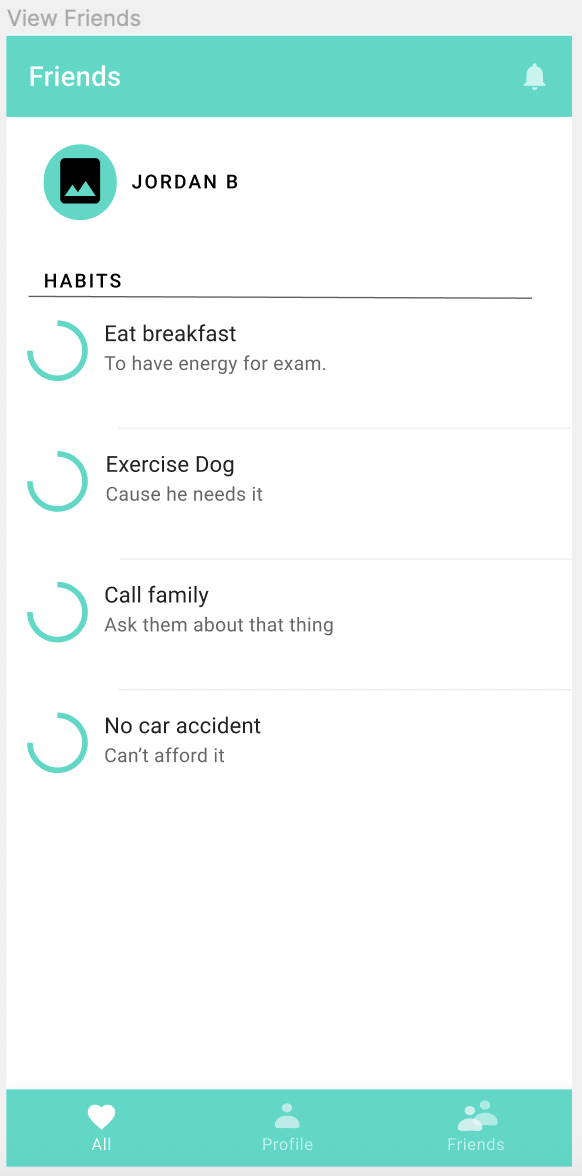 View Friends
Friends
JORDAN B
HABITS
Eat breakfast
To have energy for exam.
Exercise Dog
Cause he needs it
Call family
Ask them about that thing
No car accident
Can’t afford it
All
Profile
Friends